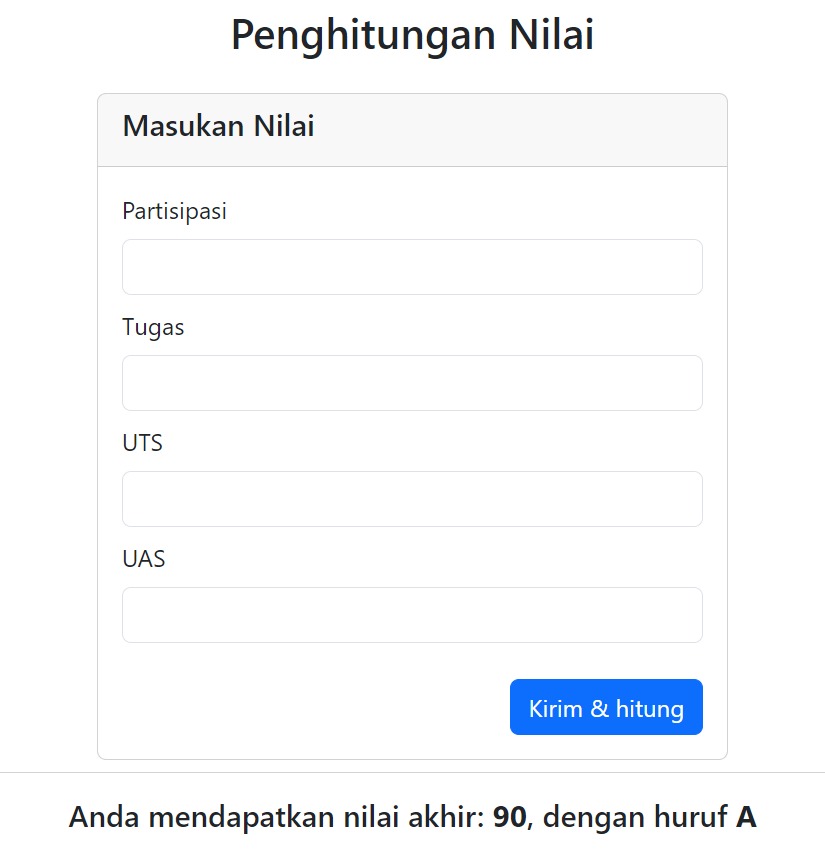 Penghitungan Nilai
Masukan Nilai
Partisipasi
Tugas
UTS
UAS
Kirim & hitung
Anda mendapatkan nilai akhir: 90, dengan huruf A